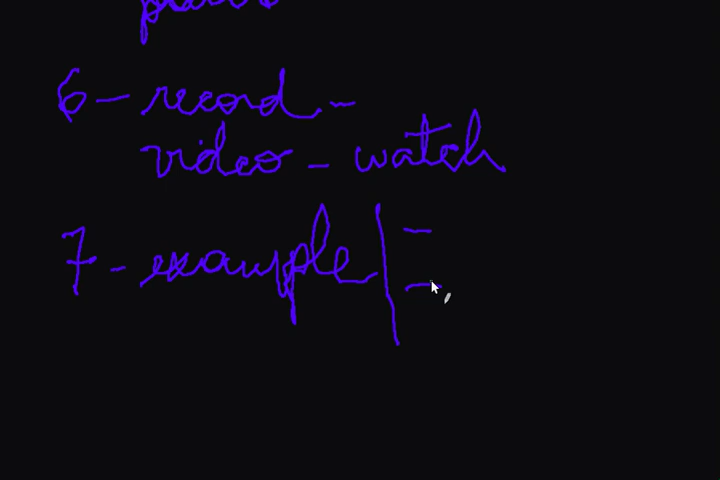 6 - record -
video - watch
7 - example | -
-